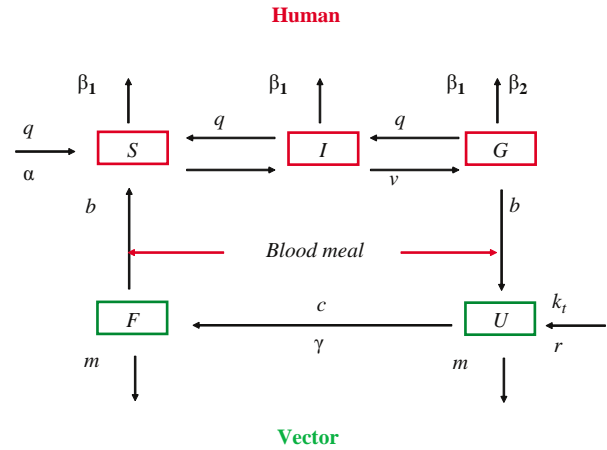 Human
β1 β1 β1 β2
q q q
S I G
α v
b b
Blood meal
c kt
F U
γ r
m m
Vector